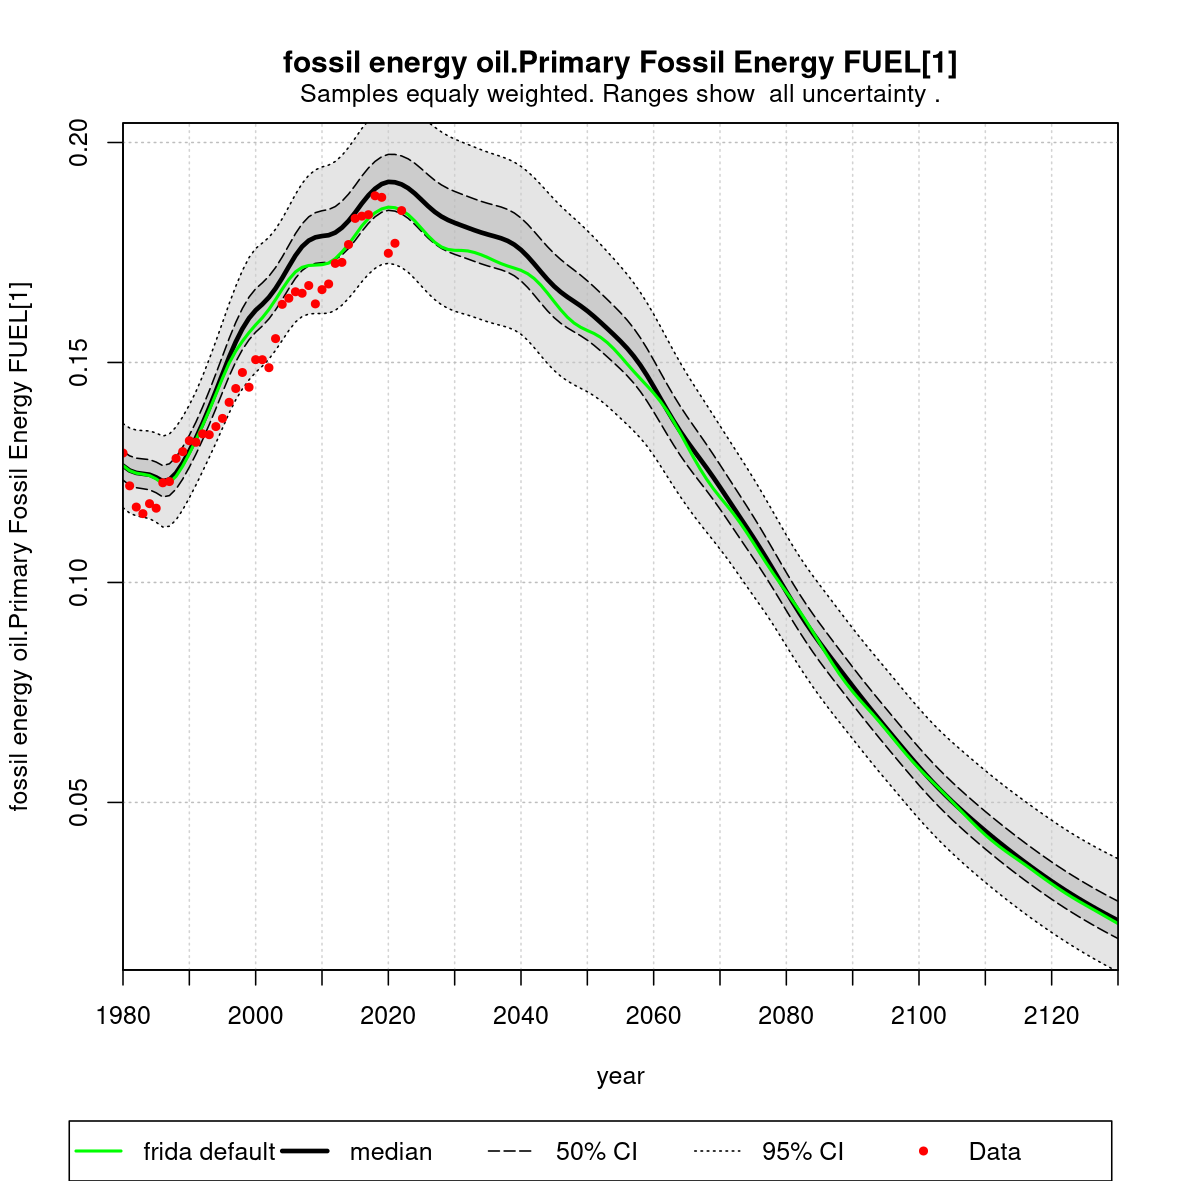 fossil energy oil.Primary Fossil Energy FUEL[1]
Samples equaly weighted. Ranges show  all uncertainty .
fossil energy oil.Primary Fossil Energy FUEL[1]
0.20
0.15
0.10
0.05
1980 2000 2020 2040 2060 2080 2100 2120
year
frida default median 50% CI 95% CI Data